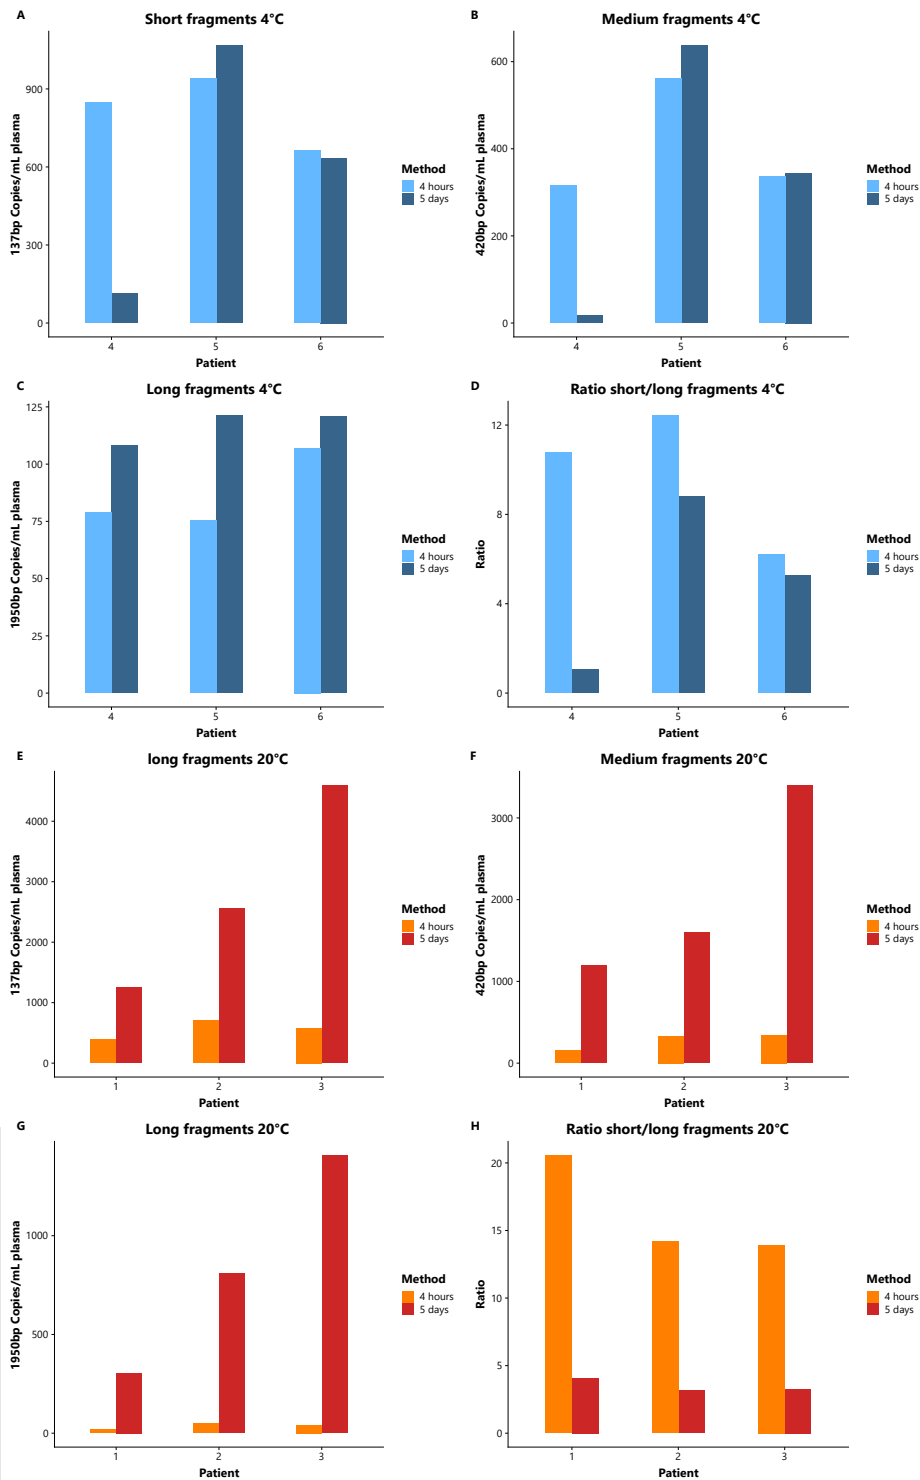 A
Short fragments 4°C
137bp Copies/mL plasma
900
600
300
0
4
5
6
Patient
Method
4 hours
5 days
B
Medium fragments 4°C
420bp Copies/mL plasma
600
400
200
0
4
5
6
Patient
Method
4 hours
5 days
C
Long fragments 4°C
1950bp Copies/mL plasma
125
100
75
50
25
0
4
5
6
Patient
Method
4 hours
5 days
D
Ratio short/long fragments 4°C
Ratio
12
8
4
0
4
5
6
Patient
Method
4 hours
5 days
E
long fragments 20°C
137bp Copies/mL plasma
4000
3000
2000
1000
0
1
2
3
Patient
Method
4 hours
5 days
F
Medium fragments 20°C
420bp Copies/mL plasma
3000
2000
1000
0
1
2
3
Patient
Method
4 hours
5 days
G
Long fragments 20°C
1950bp Copies/mL plasma
1000
500
0
1
2
3
Patient
Method
4 hours
5 days
H
Ratio short/long fragments 20°C
Ratio
20
15
10
5
0
1
2
3
Patient
Method
4 hours
5 days